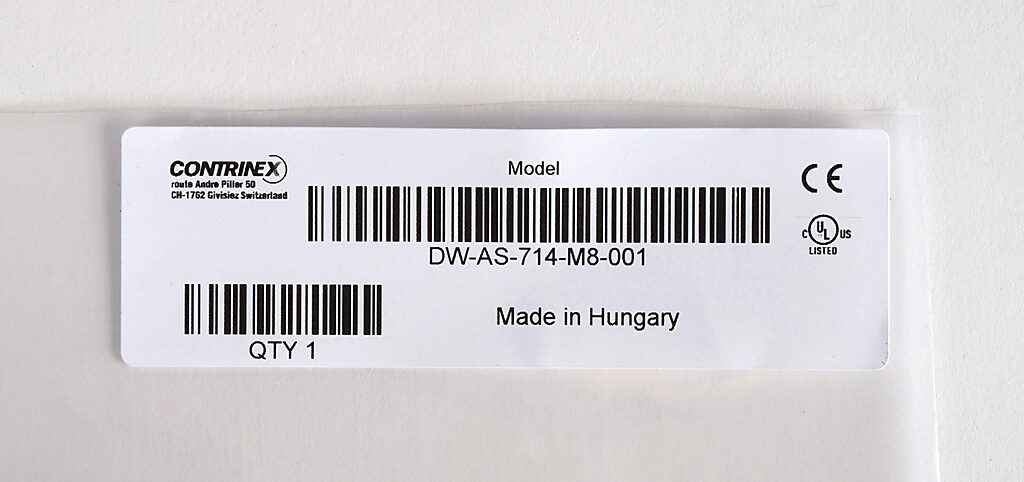 CONTRINEX
route André Piller 50
CH-1762 Givisiez Switzerland
Model
DW-AS-714-M8-001
QTY 1
Made in Hungary
CE
C UL US
LISTED